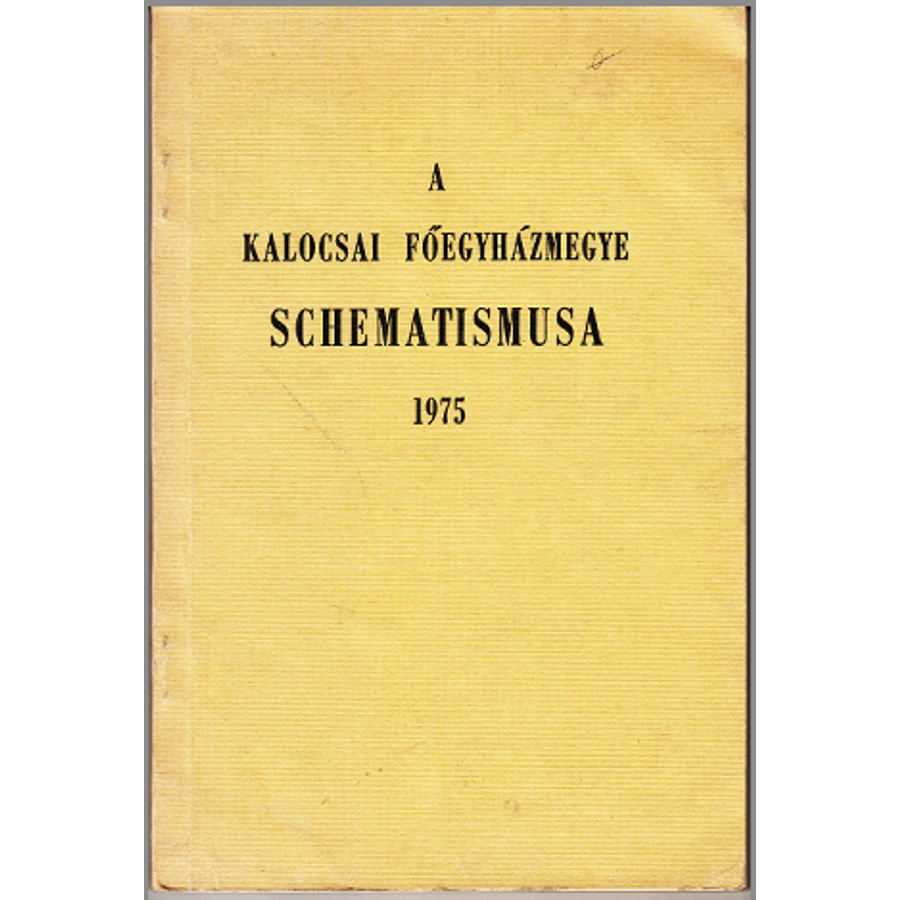 A
KALOCSAI FŐEGYHÁZMEGYE
SCHEMATISMUSA
1975